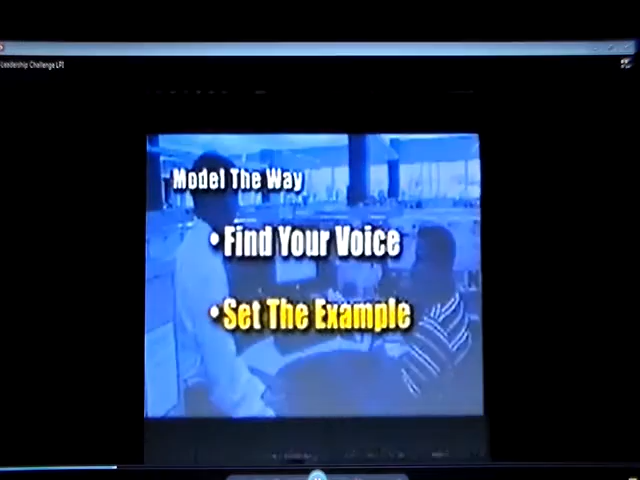 Leadership Challenge LPI
Model The Way
• Find Your Voice
• Set The Example